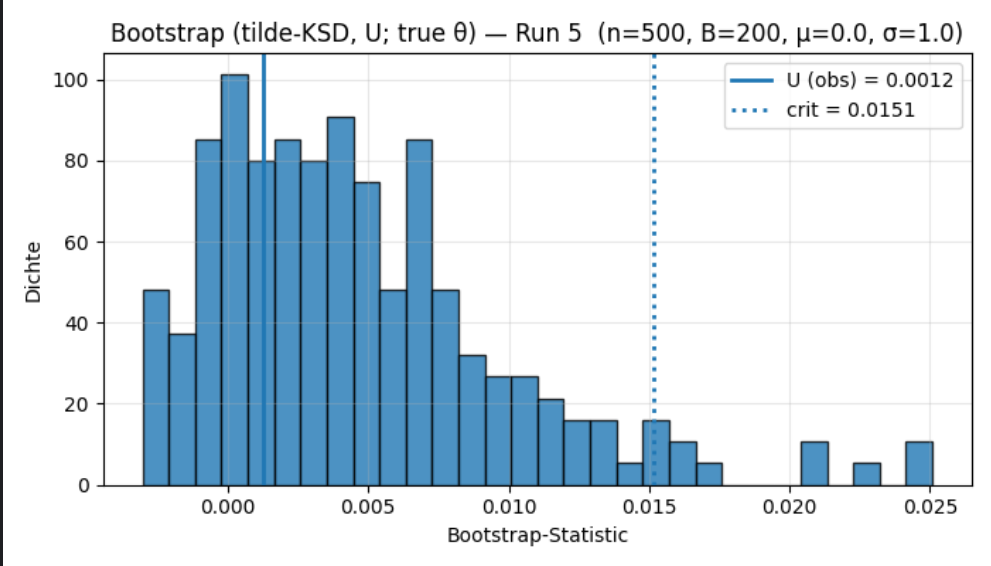 Bootstrap (tilde-KSD, U; true θ) — Run 5  (n=500, B=200, μ=0.0, σ=1.0)
U (obs) = 0.0012
crit = 0.0151
100
80
60
40
20
0
Dichte
0.000 0.005 0.010 0.015 0.020 0.025
Bootstrap-Statistic